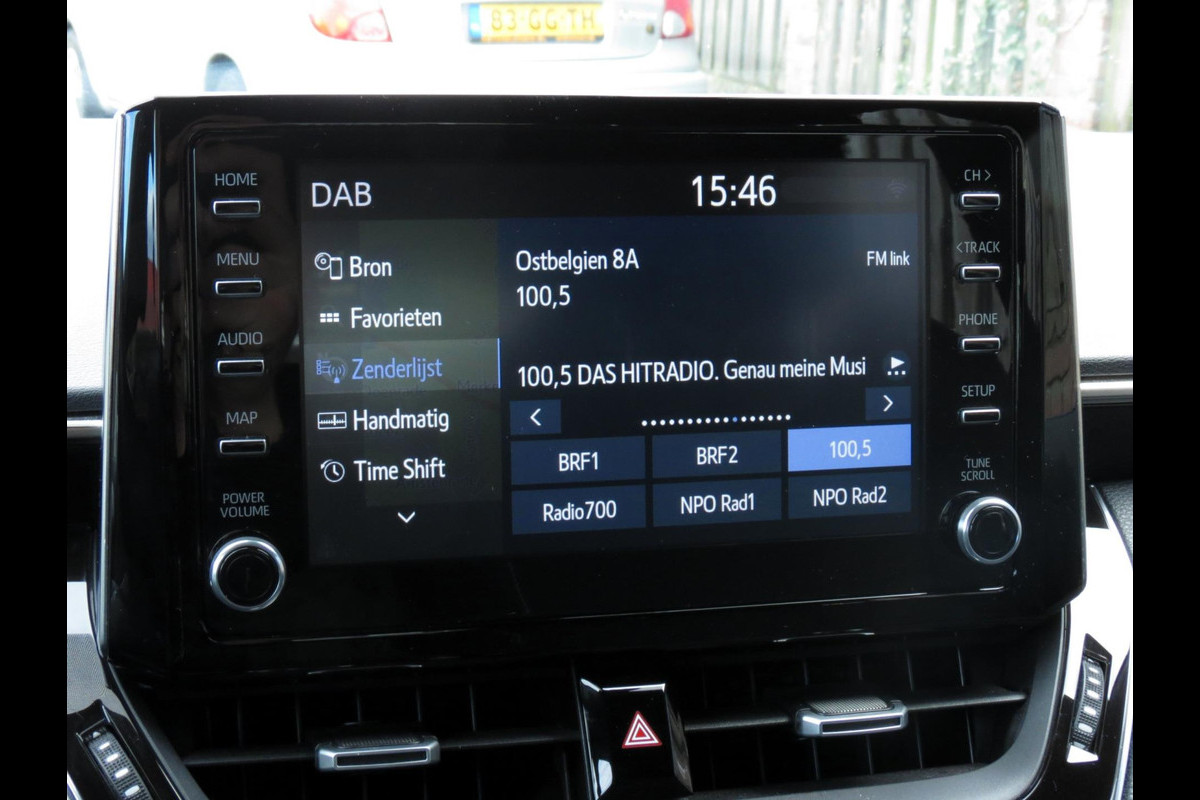 83-GG-TH
HOME
MENU
AUDIO
MAP
POWER
VOLUME
DAB
15:46
Bron
Favorieten
Zenderlijst
Handmatig
Time Shift
Ostbelgien 8A
FM link
100,5
100,5 DAS HITRADIO. Genau meine Musi
BRF1
BRF2
100,5
Radio700
NPO Rad1
NPO Rad2
CH >
< TRACK
PHONE
SETUP
TUNE
SCROLL